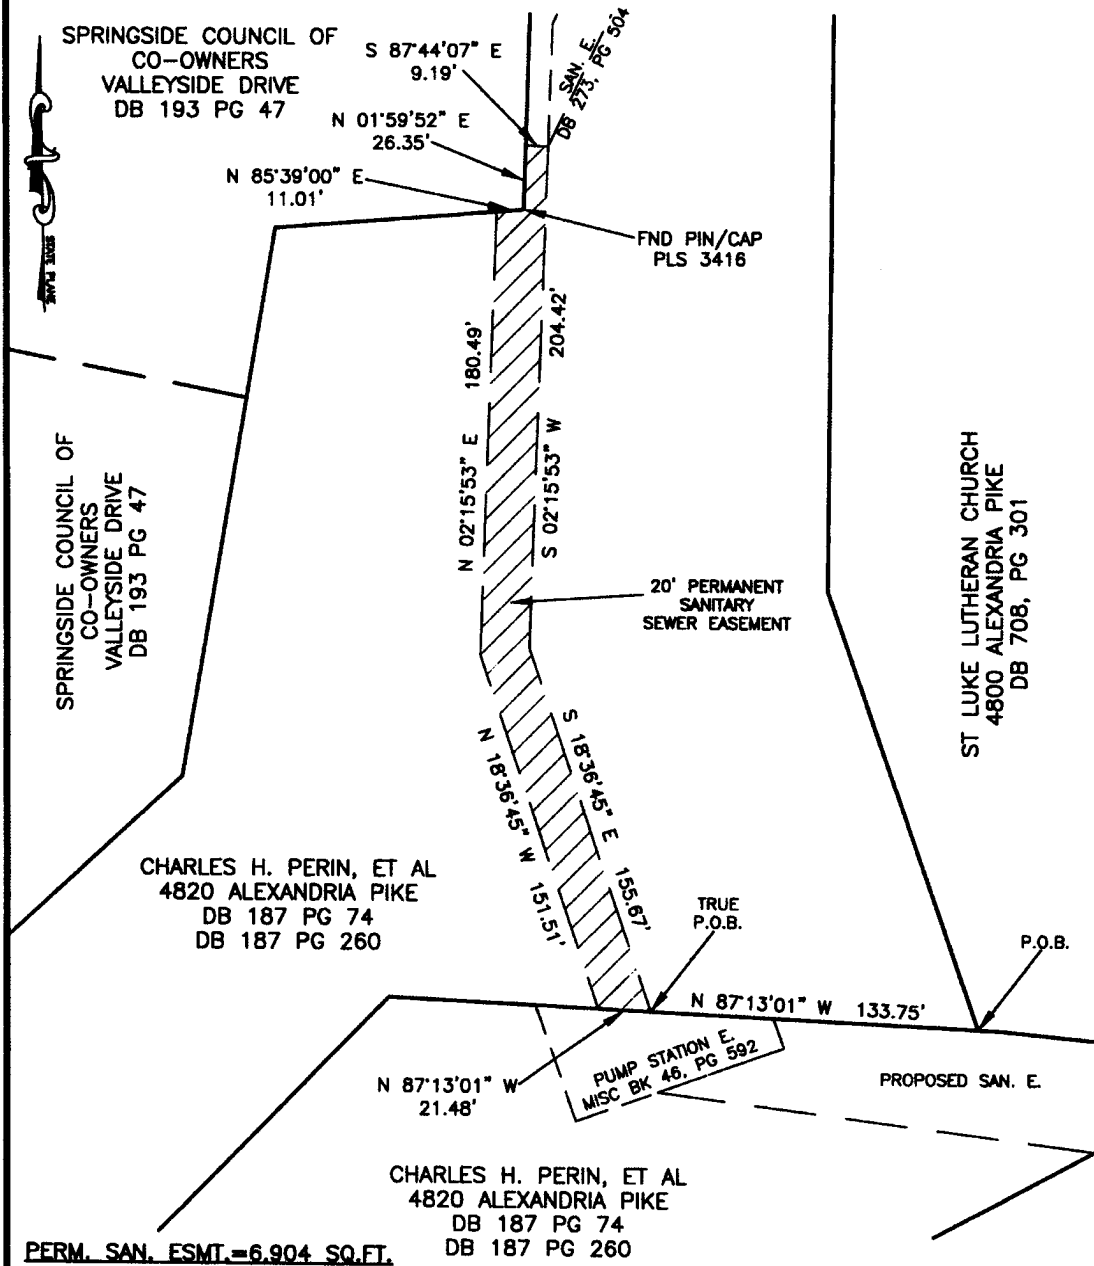 SPRINGSIDE COUNCIL OF
CO-OWNERS
VALLEYSIDE DRIVE
DB 193 PG 47
S 87°44'07" E
9.19'
SAN. E.
DB 273, PG 504
N 01°59'52" E
26.35'
N 85°39'00" E
11.01'
STATE PLANE
FND PIN/CAP
PLS 3416
180.49'
204.42'
N 02°15'53" E
S 02°15'53" W
SPRINGSIDE COUNCIL OF
CO-OWNERS
VALLEYSIDE DRIVE
DB 193 PG 47
20' PERMANENT
SANITARY
SEWER EASEMENT
ST LUKE LUTHERAN CHURCH
4800 ALEXANDRIA PIKE
DB 708, PG 301
N 18°36'45" W 151.51'
S 18°36'45" E 155.67'
CHARLES H. PERIN, ET AL
4820 ALEXANDRIA PIKE
DB 187 PG 74
DB 187 PG 260
TRUE
P.O.B.
P.O.B.
N 87°13'01" W 133.75'
N 87°13'01" W
21.48'
PUMP STATION E.
MISC BK 46, PG 592
PROPOSED SAN. E.
CHARLES H. PERIN, ET AL
4820 ALEXANDRIA PIKE
DB 187 PG 74
DB 187 PG 260
PERM. SAN. ESMT.=6,904 SQ.FT.